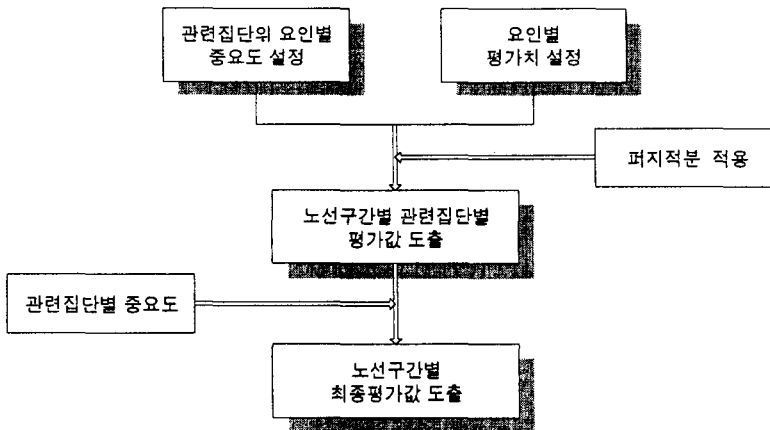 관련집단위 요인별
중요도 설정
요인별
평가치 설정
퍼지적분 적용
노선구간별 관련집단별
평가값 도출
관련집단별 중요도
노선구간별
최종평가값 도출